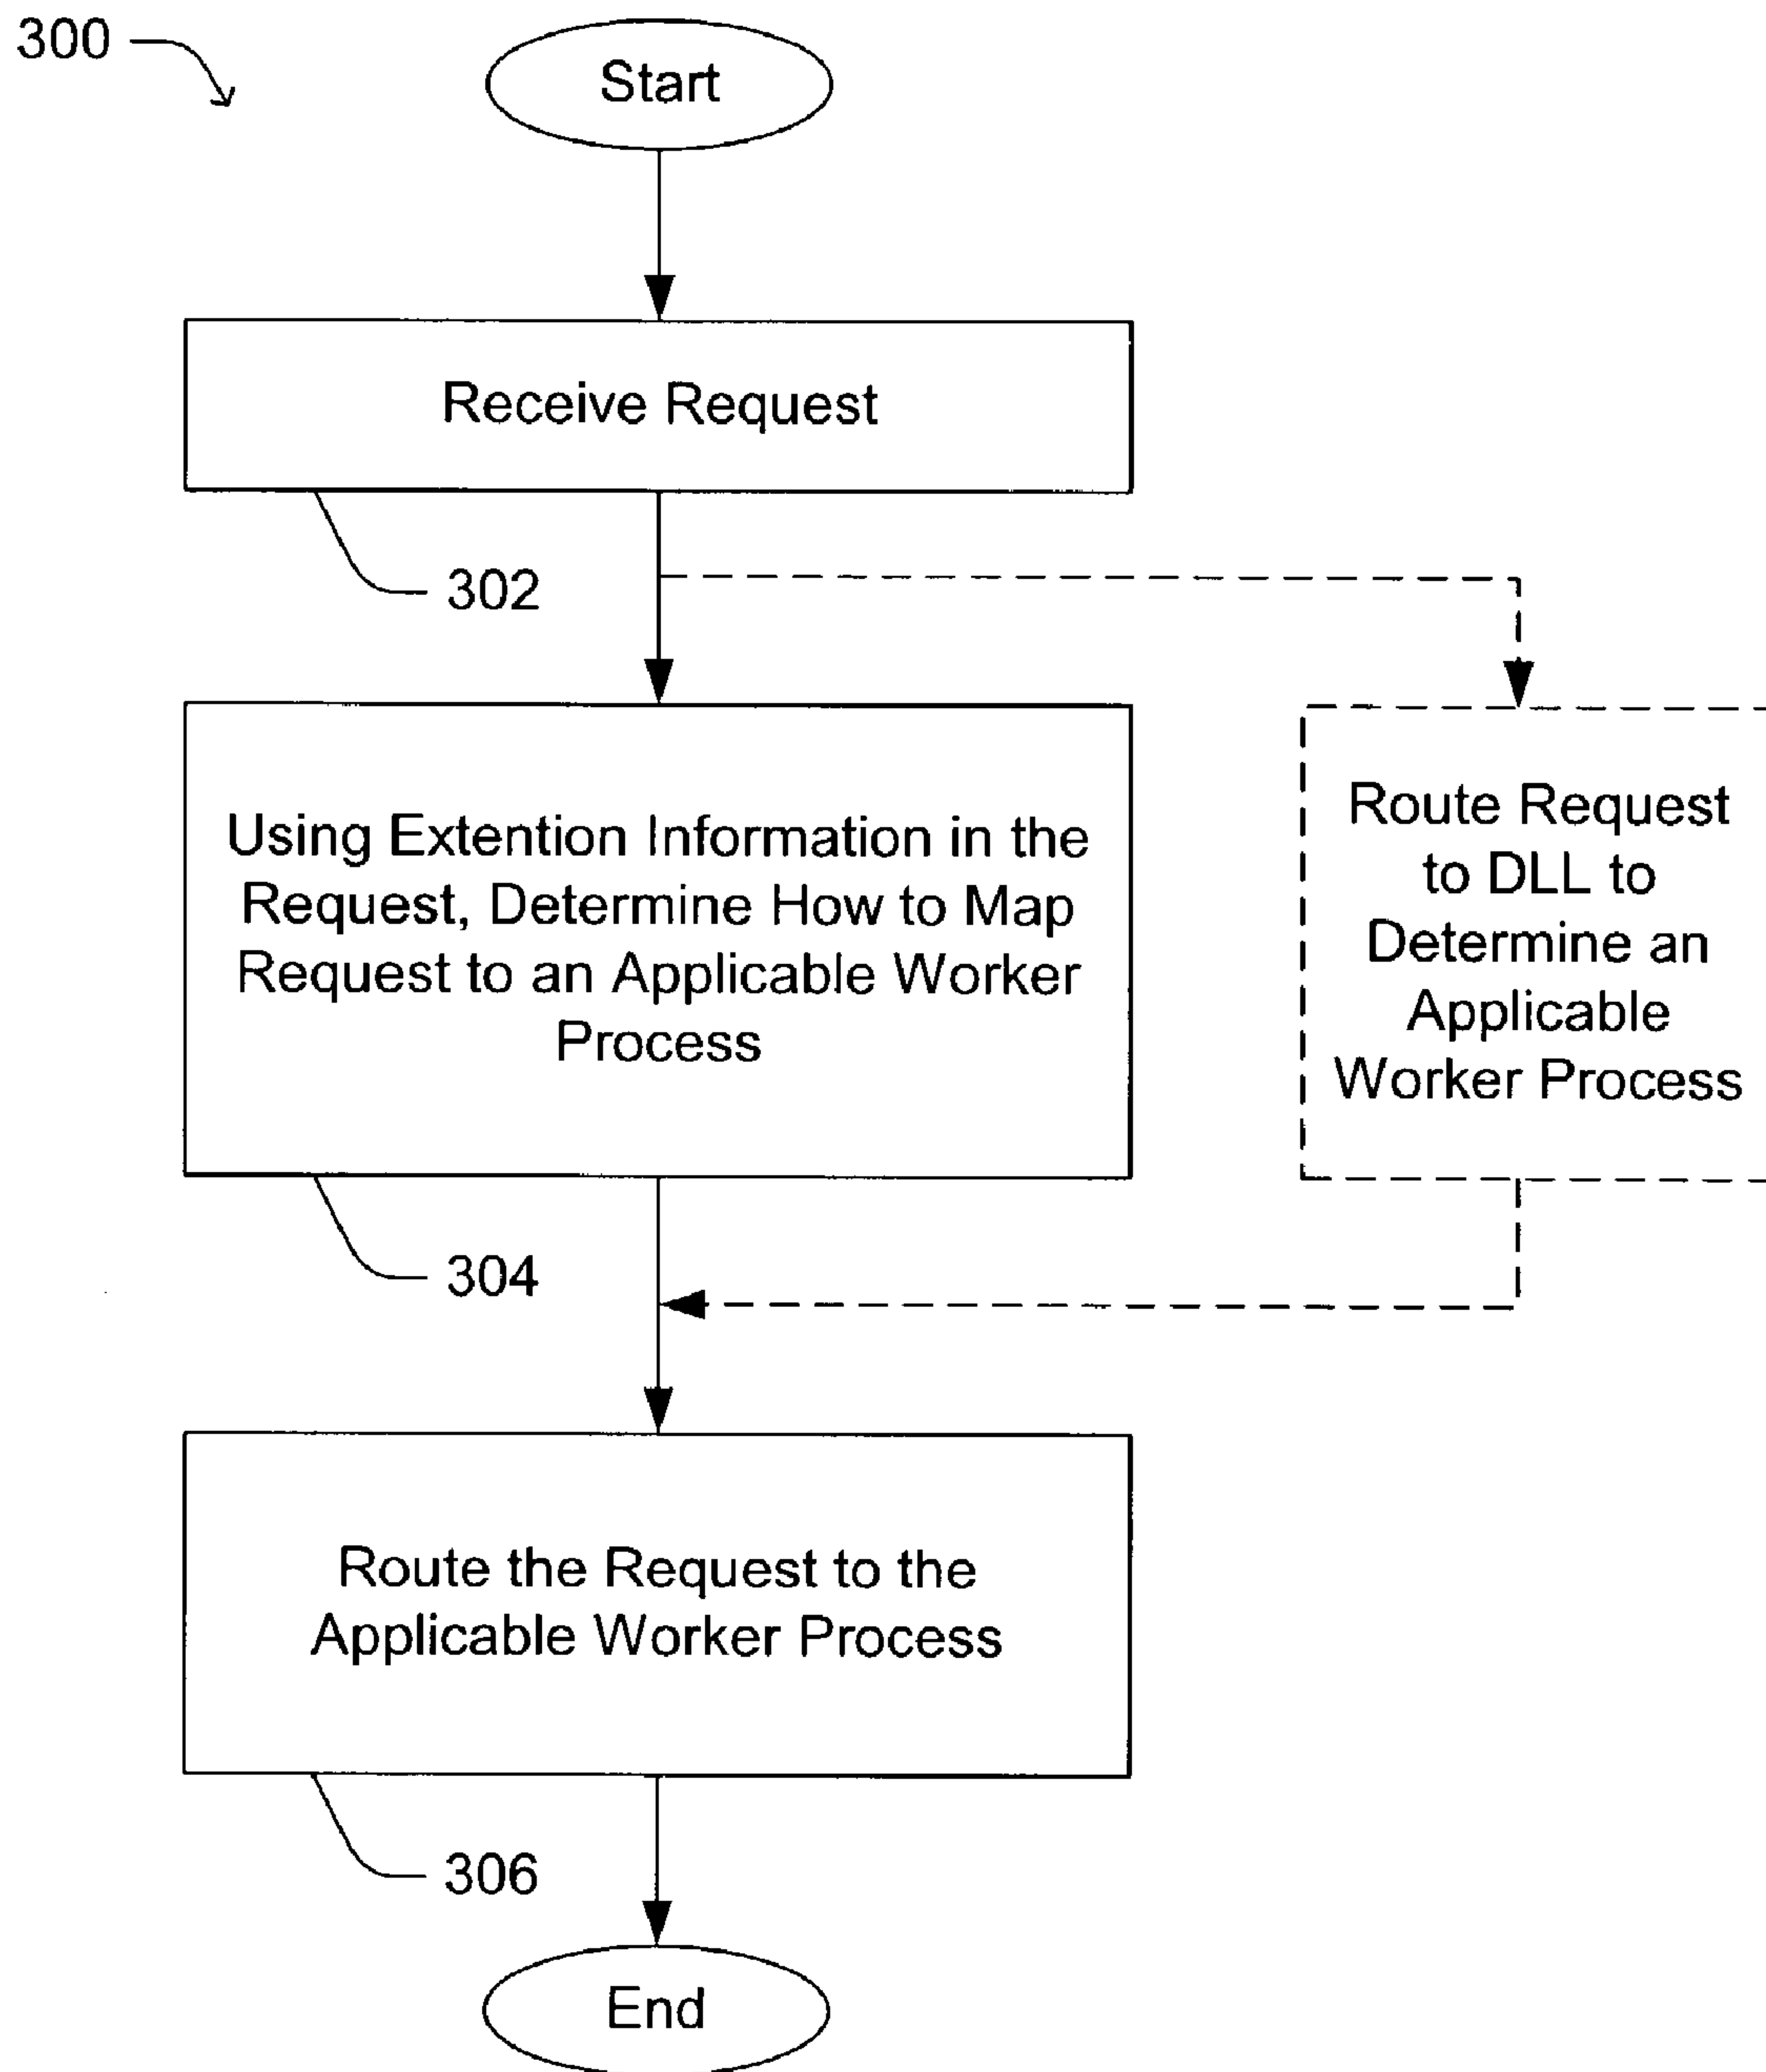 300
Start
Receive Request
302
Using Extention Information in the
Request, Determine How to Map
Request to an Applicable Worker
Process
304
Route Request
to DLL to
Determine an
Applicable
Worker Process
Route the Request to the
Applicable Worker Process
306
End